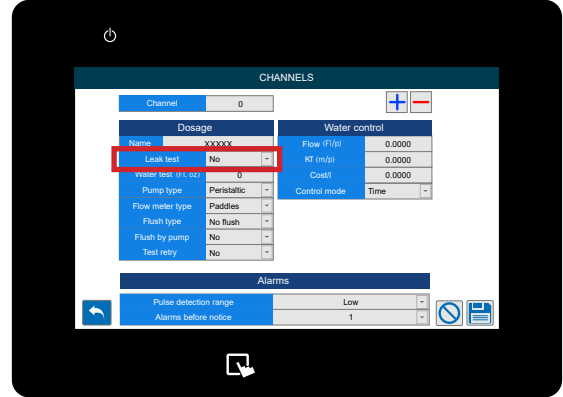 CHANNELS
Channel 0
Dosage Water control
Name XXXXX Flow (Fl/p) 0.0000
Leak test No Kf (m/p) 0.0000
Water test (Fl. oz) 0 Cost/l 0.0000
Pump type Peristaltic Control mode Time
Flow meter type Paddles
Flush type No flush
Flush by pump No
Test retry No
Alarms
Pulse detection range Low
Alarms before notice 1